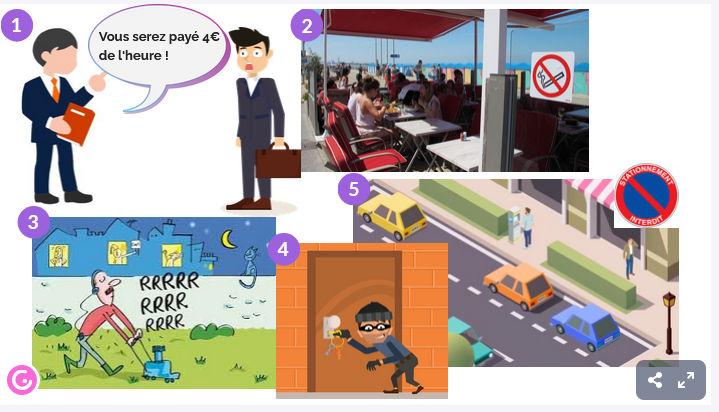 1
Vous serez payé 4€
de l'heure !
2
3
RRRRR
RRRR
RRRR
4
5
STATIONNEMENT
INTERDIT